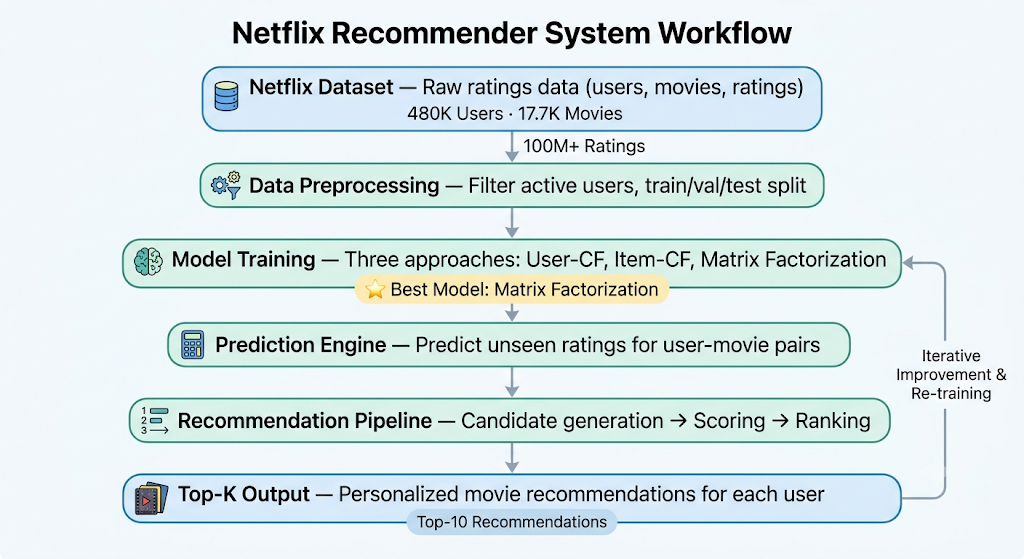 Netflix Recommender System Workflow
Netflix Dataset — Raw ratings data (users, movies, ratings)
480K Users · 17.7K Movies
100M+ Ratings
Data Preprocessing — Filter active users, train/val/test split
Model Training — Three approaches: User-CF, Item-CF, Matrix Factorization
Best Model: Matrix Factorization
Prediction Engine — Predict unseen ratings for user-movie pairs
Iterative
Improvement &
Re-training
1
2
3
Recommendation Pipeline — Candidate generation → Scoring → Ranking
Top-K Output — Personalized movie recommendations for each user
Top-10 Recommendations